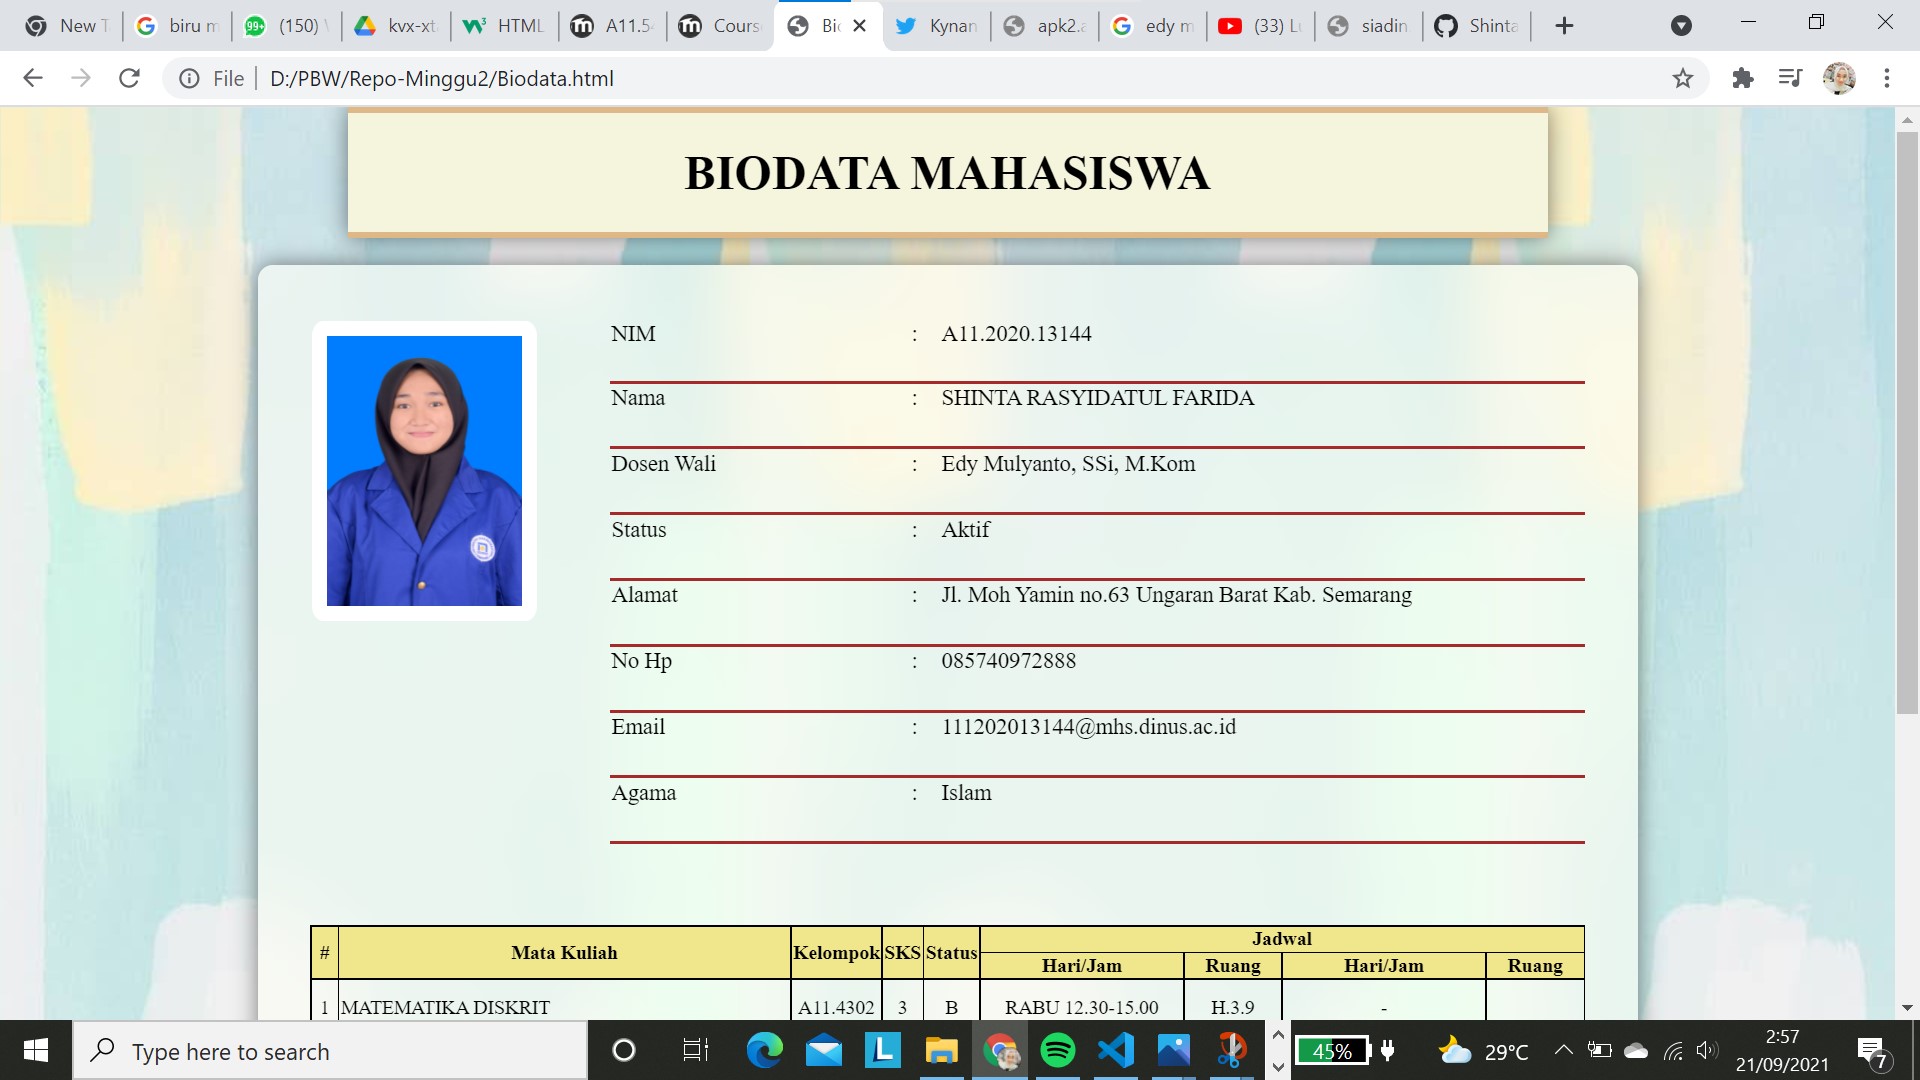 New T
biru m
99+
(150) 
kvx-xt
HTML
A11.5
Cours
Bi
Kynan
apk2.a
edy m
(33) L
siadin
Shinta
File
D:/PBW/Repo-Minggu2/Biodata.html
BIODATA MAHASISWA
NIM : A11.2020.13144
Nama : SHINTA RASYIDATUL FARIDA
Dosen Wali : Edy Mulyanto, SSi, M.Kom
Status : Aktif
Alamat : Jl. Moh Yamin no.63 Ungaran Barat Kab. Semarang
No Hp : 085740972888
Email : 111202013144@mhs.dinus.ac.id
Agama : Islam
# Mata Kuliah Kelompok SKS Status Jadwal
Hari/Jam Ruang Hari/Jam Ruang
1 MATEMATIKA DISKRIT A11.4302 3 B RABU 12.30-15.00 H.3.9 -
Type here to search
L
45%
29°C
2:57
21/09/2021
7